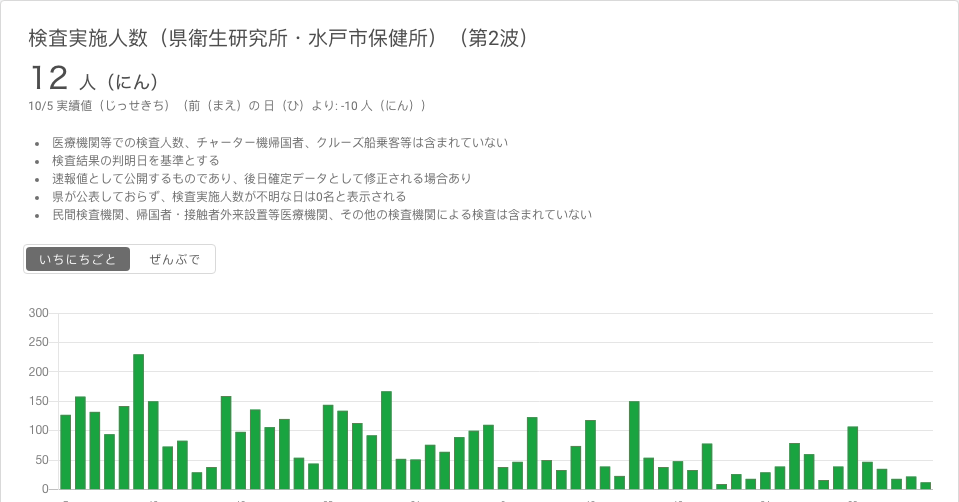 検査実施人数（県衛生研究所・水戸市保健所）（第2波）
12 人（にん）
10/5 実績値（じっせきち）（前（まえ）の 日（ひ）より: -10 人（にん））
医療機関等での検査人数、チャーター機帰国者、クルーズ船乗客等は含まれていない
検査結果の判明日を基準とする
速報値として公開するものであり、後日確定データとして修正される場合あり
県が公表しておらず、検査実施人数が不明な日は0名と表示される
民間検査機関、帰国者・接触者外来設置等医療機関、その他の検査機関による検査は含まれていない
いちにちごと ぜんぶで
300
250
200
150
100
50
0